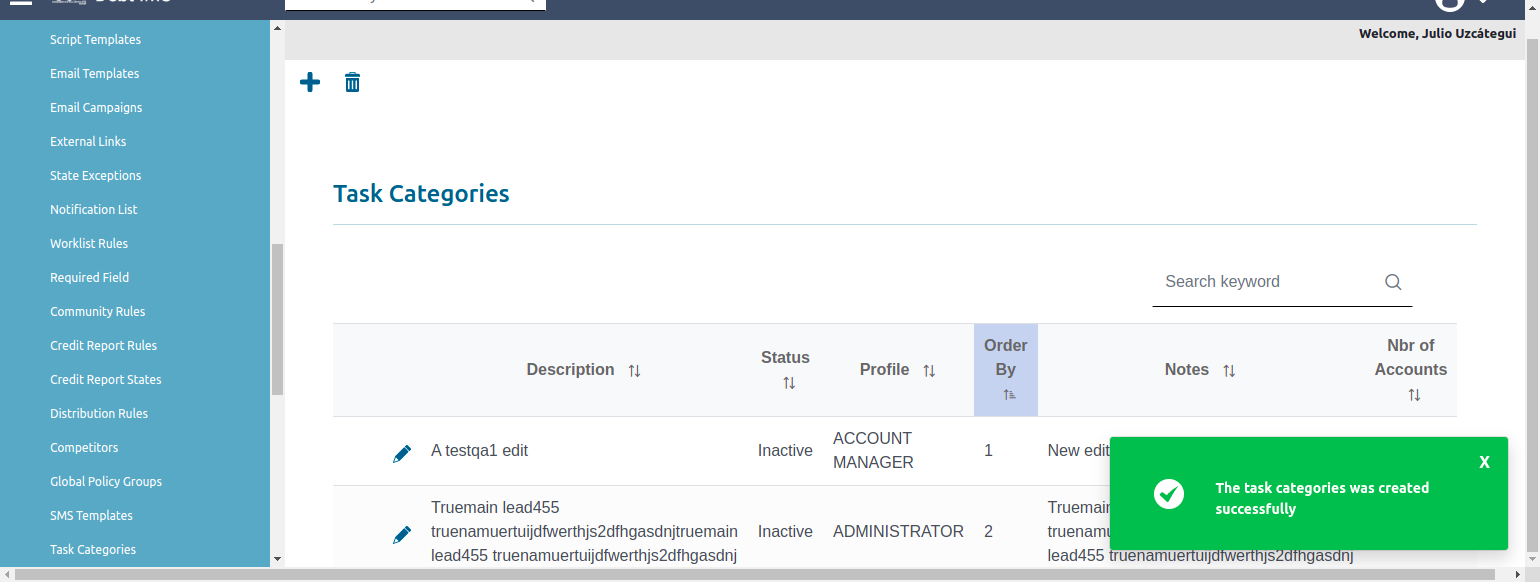 Welcome, Julio Uzcátegui
Script Templates
Email Templates
Email Campaigns
External Links
State Exceptions
Notification List
Worklist Rules
Required Field
Community Rules
Credit Report Rules
Credit Report States
Distribution Rules
Competitors
Global Policy Groups
SMS Templates
Task Categories
Task Categories
Search keyword
Description
Status
Profile
Order
By
Notes
Nbr of
Accounts
A testqa1 edit
Inactive
ACCOUNT
MANAGER
1
New edit
Truemain lead455
truenamuertuijdfwerthjs2dfhgasdnjtruemain
lead455 truenamuertuijdfwerthjs2dfhgasdnj
Inactive
ADMINISTRATOR
2
lead455 truenamuertuijdfwerthjs2dfhgasdnj
X
The task categories was created
successfully